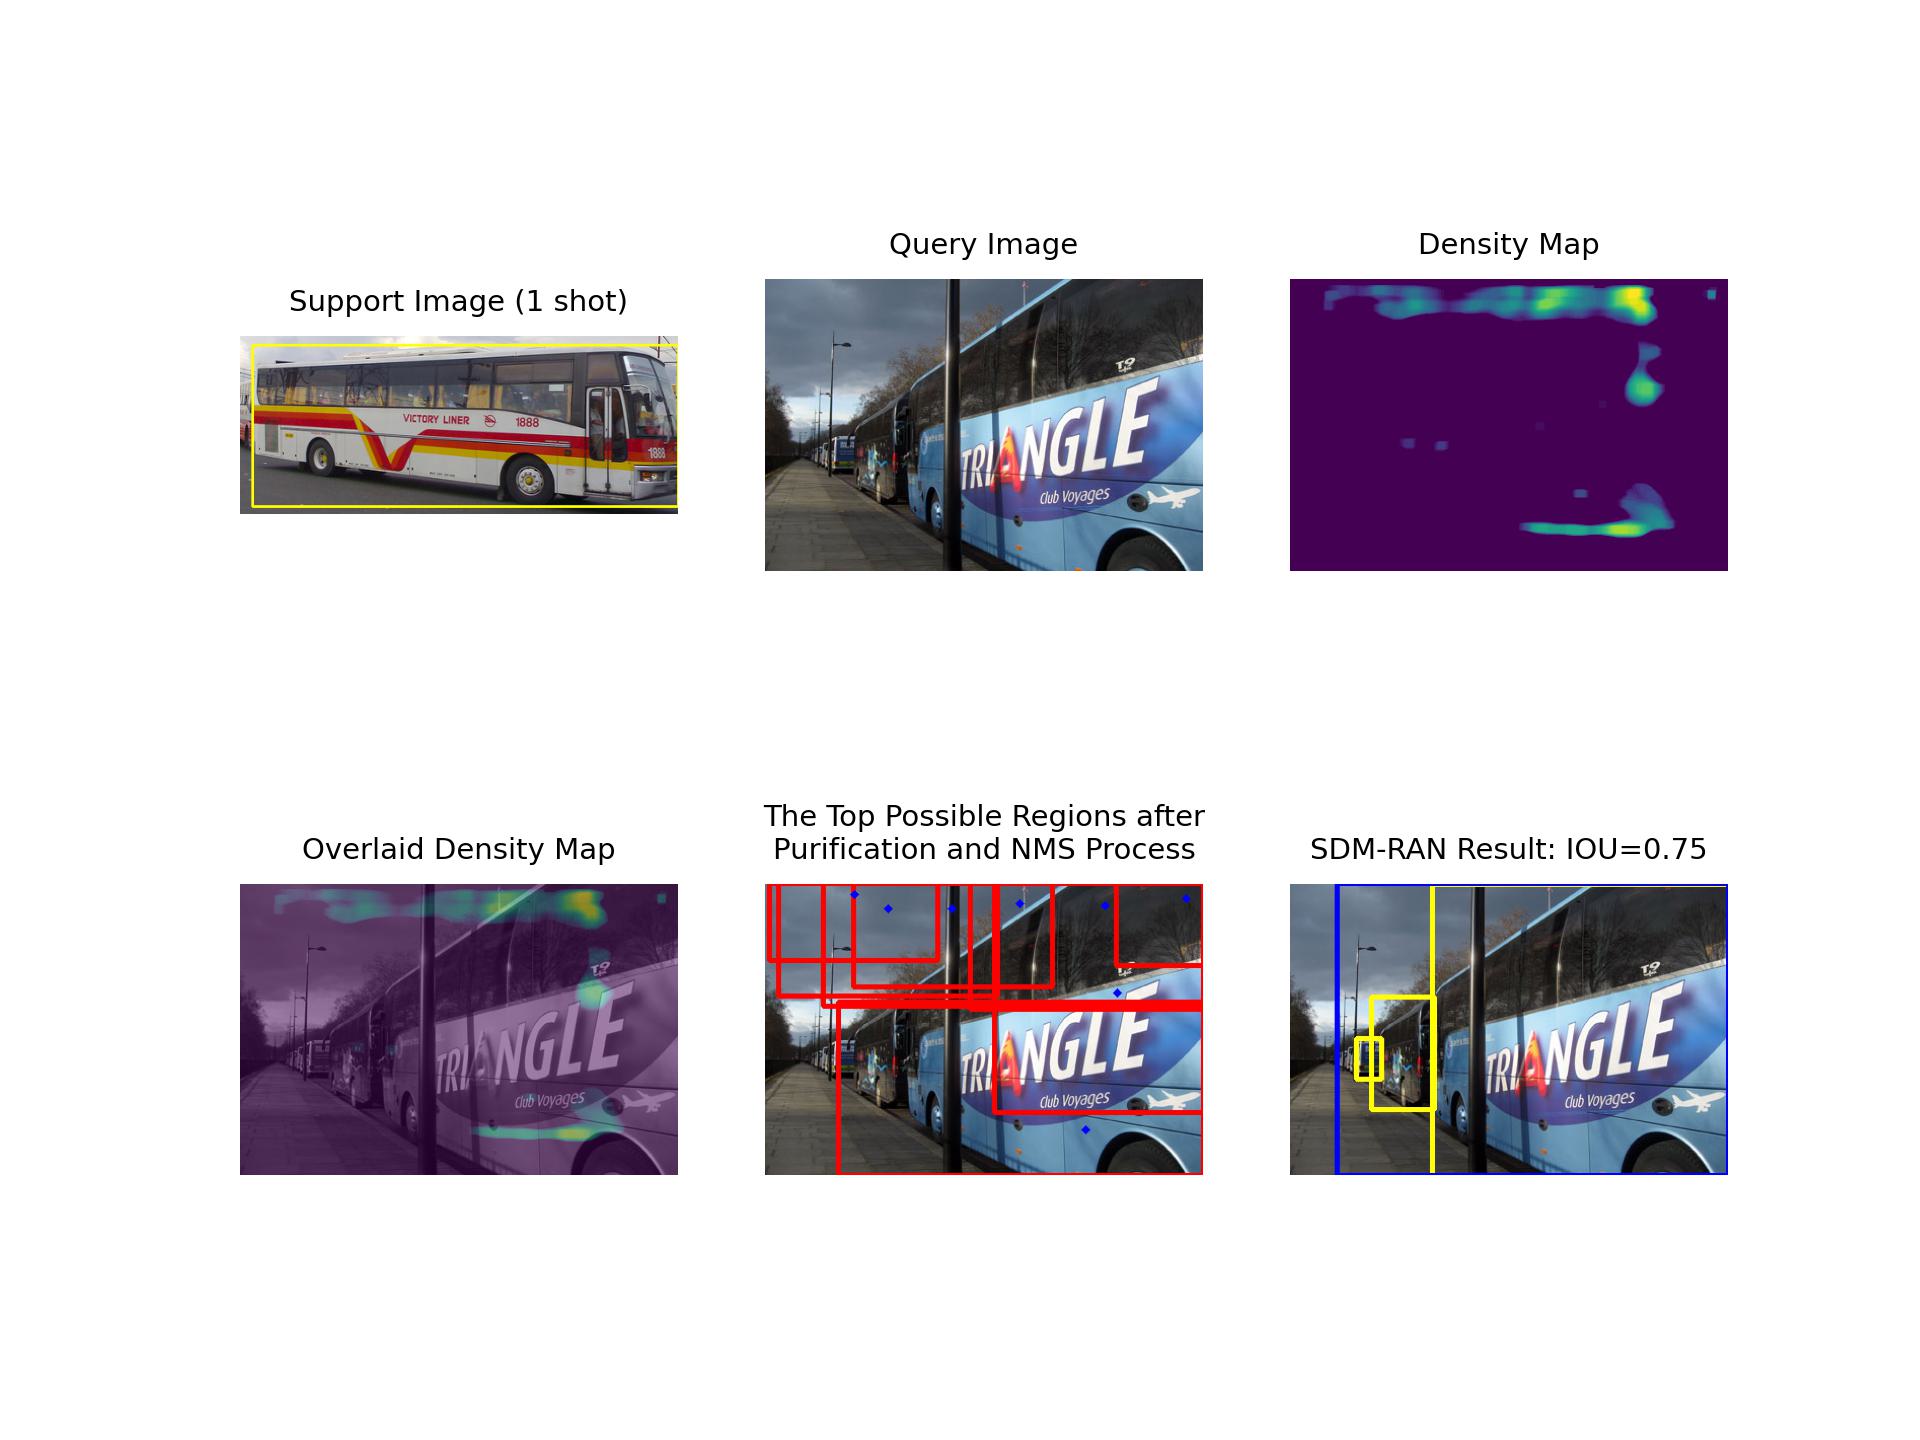 Query Image
Density Map
Support Image (1 shot)
VICTORY LINER
1888
1888
TRIANGLE
Club Voyages
The Top Possible Regions after
Purification and NMS Process
Overlaid Density Map
SDM-RAN Result: IOU=0.75
TRIANGLE
Club Voyages
TRIANGLE
Club Voyages
TRIANGLE
Club Voyages